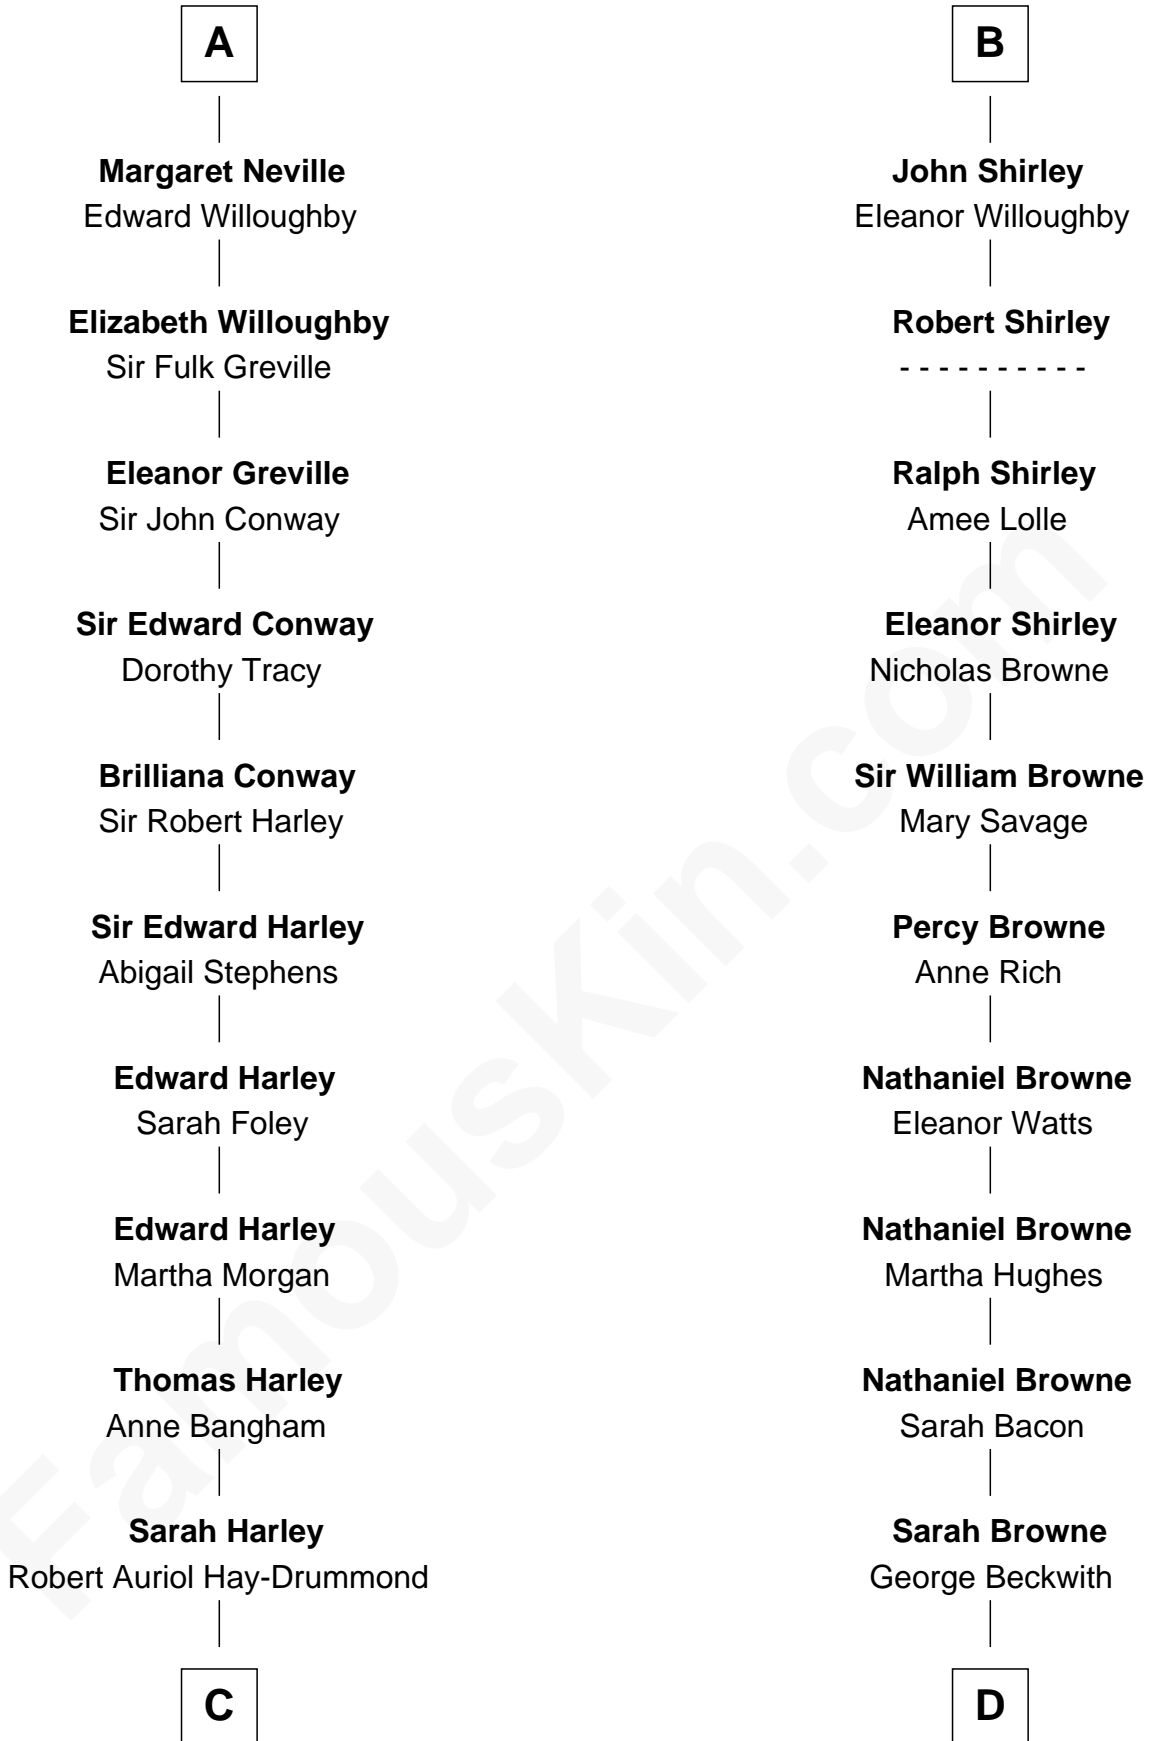 A
Margaret Neville
Edward Willoughby
Elizabeth Willoughby
Sir Fulk Greville
Eleanor Greville
Sir John Conway
Sir Edward Conway
Dorothy Tracy
Brilliana Conway
Sir Robert Harley
Sir Edward Harley
Abigail Stephens
Edward Harley
Sarah Foley
Edward Harley
Martha Morgan
Thomas Harley
Anne Bangham
Sarah Harley
Robert Auriol Hay-Drummond
C
B
John Shirley
Eleanor Willoughby
Robert Shirley
- - - - - - - - - -
Ralph Shirley
Amee Lolle
Eleanor Shirley
Nicholas Browne
Sir William Browne
Mary Savage
Percy Browne
Anne Rich
Nathaniel Browne
Eleanor Watts
Nathaniel Browne
Martha Hughes
Nathaniel Browne
Sarah Bacon
Sarah Browne
George Beckwith
D
FamousKin.com